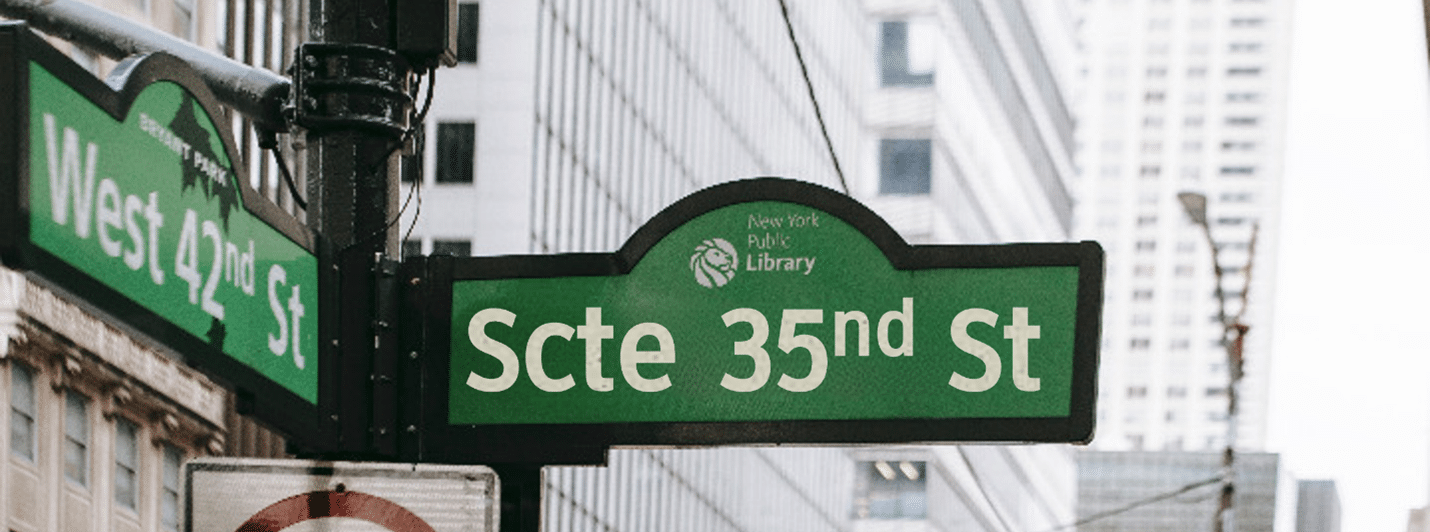 BRYANT PARK
West 42nd St
New York
Public
Library
Scte 35nd St